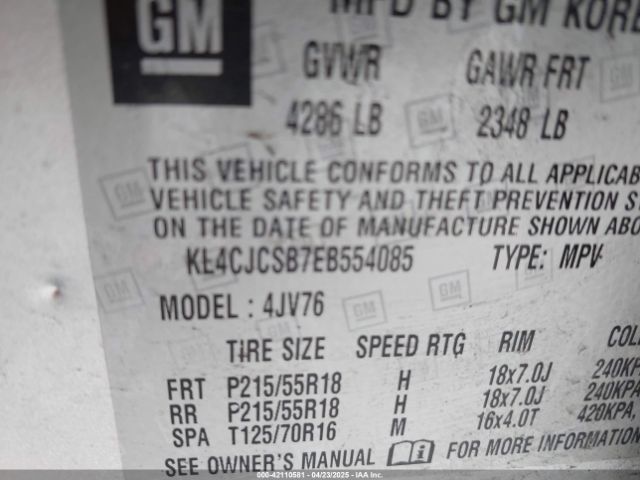 GM
MFD BY GM KORE
GVWR GAWR FRT
4286 LB 2348 LB
THIS VEHICLE CONFORMS TO ALL APPLICAB
VEHICLE SAFETY AND THEFT PREVENTION S
ON THE DATE OF MANUFACTURE SHOWN ABO
KL4CJCSB7EB554085 TYPE: MPV
MODEL : 4JV76
TIRE SIZE SPEED RTG RIM COL
FRT P215/55R18 H 18x7.0J 240KP
RR P215/55R18 H 18x7.0J 240KPA
SPA T125/70R16 M 16x4.0T 420KPA
SEE OWNER'S MANUAL FOR MORE INFORMATION
000-42110581 - 04/23/2025 - IAA Inc.